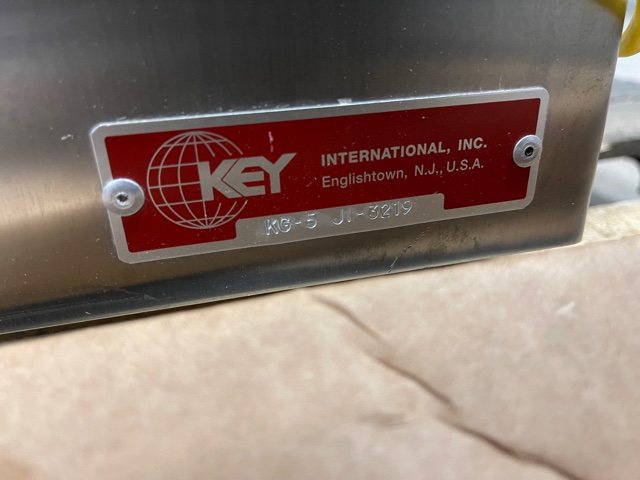 KEY
INTERNATIONAL, INC.
Englishtown, N.J., U.S.A.
KG-5 JI-3219